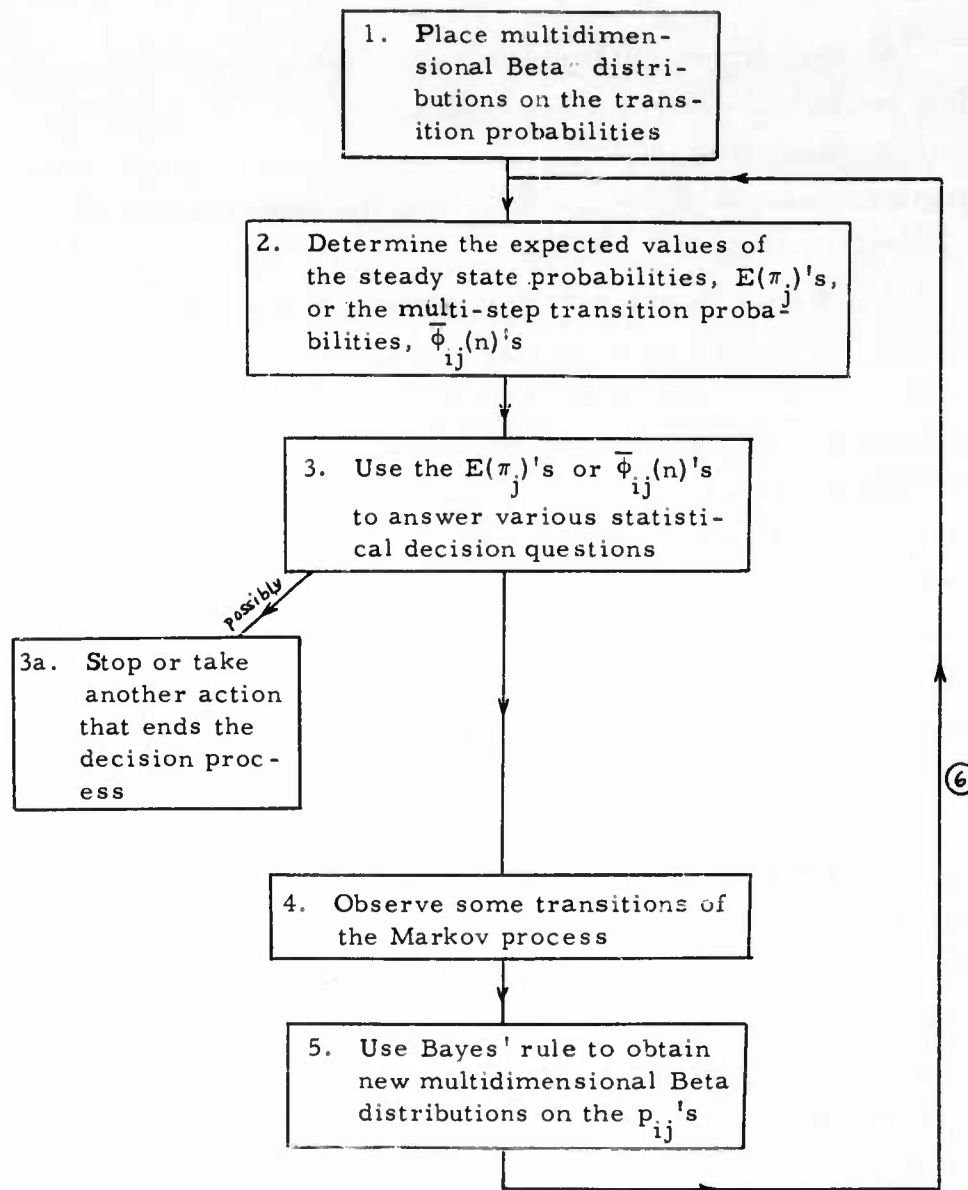 1. Place multidimen-
sional Beta distri-
butions on the trans-
ition probabilities
2. Determine the expected values of
the steady state probabilities, E(π_j)'s,
or the multi-step transition proba-
bilities, ϕ̅_ij(n)'s
3. Use the E(π_j)'s or ϕ̅_ij(n)'s
to answer various statisti-
cal decision questions
possibly
3a. Stop or take
another action
that ends the
decision proc-
ess
6
4. Observe some transitions of
the Markov process
5. Use Bayes' rule to obtain
new multidimensional Beta
distributions on the p_ij's